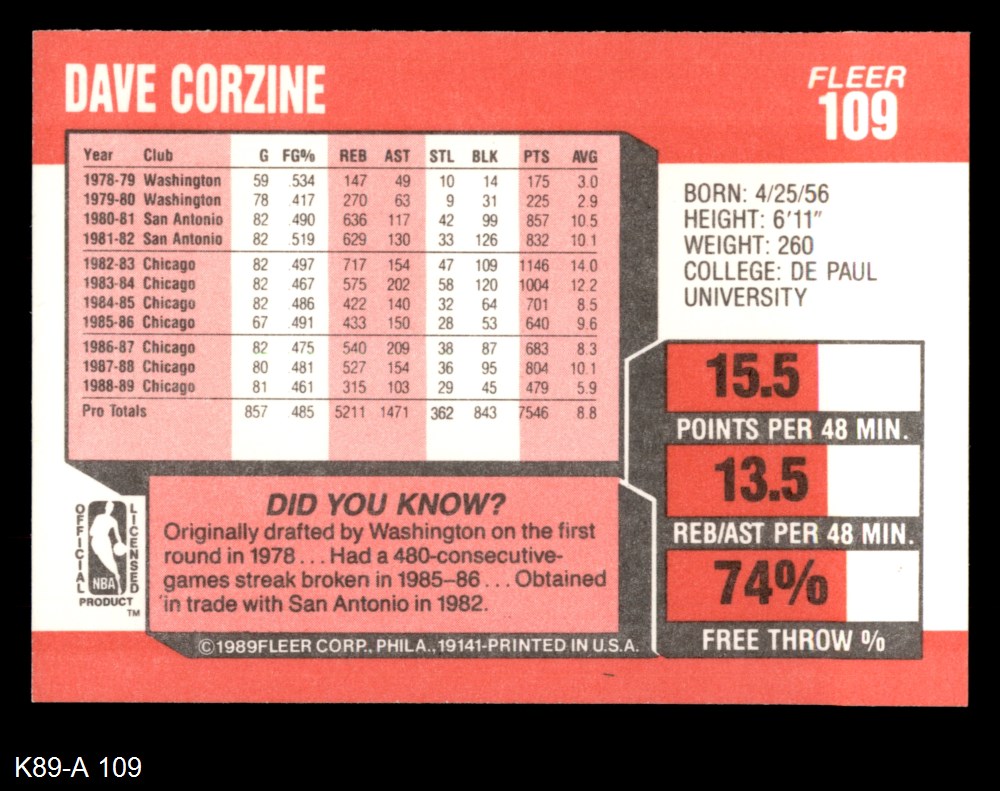 DAVE CORZINE
FLEER
109
Year Club G FG% REB AST STL BLK PTS AVG
1978-79 Washington 59 .534 147 49 10 14 175 3.0
1979-80 Washington 78 .417 270 63 9 31 225 2.9
1980-81 San Antonio 82 .490 636 117 42 99 857 10.5
1981-82 San Antonio 82 .519 629 130 33 126 832 10.1
1982-83 Chicago 82 .497 717 154 47 109 1146 14.0
1983-84 Chicago 82 .467 575 202 58 120 1004 12.2
1984-85 Chicago 82 .486 422 140 32 64 701 8.5
1985-86 Chicago 67 .491 433 150 28 53 640 9.6
1986-87 Chicago 82 .475 540 209 38 87 683 8.3
1987-88 Chicago 80 .481 527 154 36 95 804 10.1
1988-89 Chicago 81 .461 315 103 29 45 479 5.9
Pro Totals 857 .485 5211 1471 362 843 7546 8.8
BORN: 4/25/56
HEIGHT: 6'11"
WEIGHT: 260
COLLEGE: DE PAUL
UNIVERSITY
15.5
POINTS PER 48 MIN.
13.5
REB/AST PER 48 MIN.
74%
FREE THROW %
DID YOU KNOW?
Originally drafted by Washington on the first
round in 1978 ... Had a 480-consecutive-
games streak broken in 1985–86 ... Obtained
in trade with San Antonio in 1982.
OFFICIAL
LICENSED
NBA
PRODUCT
TM
©1989FLEER CORP., PHILA., 19141-PRINTED IN U.S.A.
K89-A 109